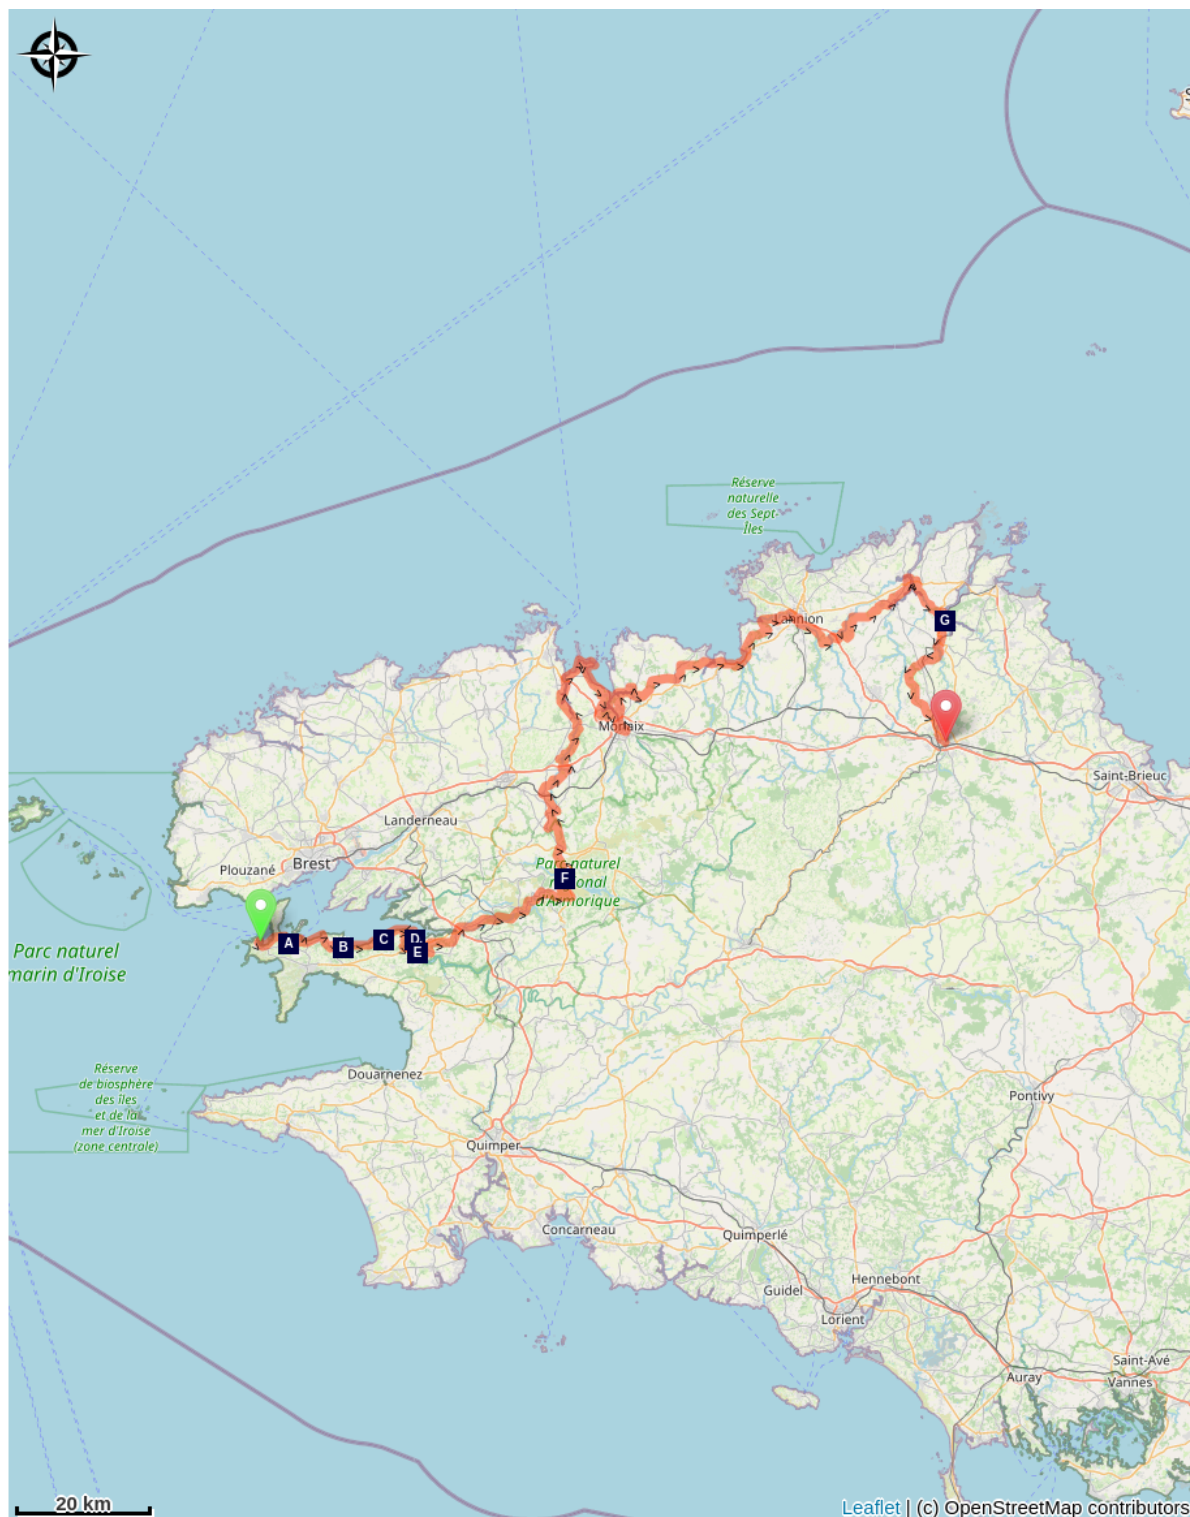 Réserve
naturelle
des Sept-
Îles
Lannion
G
Morlaix
Saint-Brieuc
Landerneau
Brest
Plouzané
Parc naturel
F
d'Armorique
A
B
C
D
E
Parc naturel
marin d'Iroise
Réserve
de biosphère
des îles
et de la
mer d'Iroise
(zone centrale)
Douarnenez
Pontivy
Quimper
Concarneau
Quimperlé
Hennebont
Guidel
Lorient
Saint-Avé
Auray
Vannes
20 km
Leaflet | (c) OpenStreetMap contributors